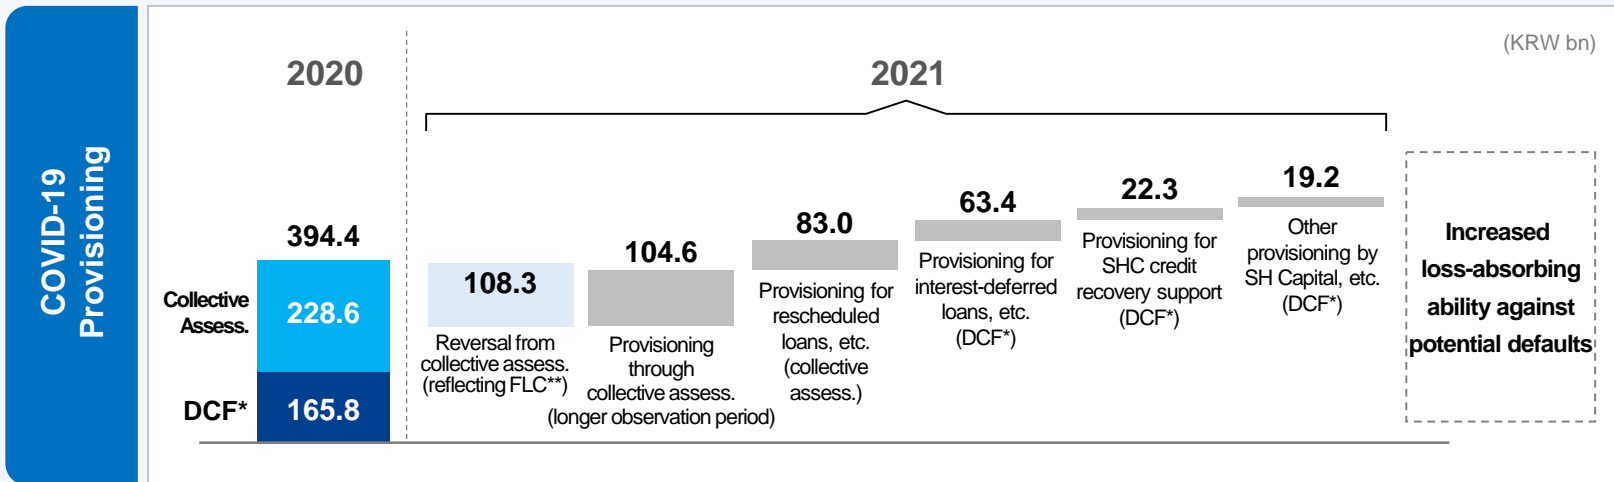 COVID-19
Provisioning
(KRW bn)
2020
2021
394.4
Collective
Assess.
228.6
DCF*
165.8
108.3
Reversal from
collective assess.
(reflecting FLC**)
104.6
Provisioning
through
collective assess.
(longer observation period)
83.0
Provisioning for
rescheduled
loans, etc.
(collective
assess.)
63.4
Provisioning for
interest-deferred
loans, etc.
(DCF*)
22.3
Provisioning for
SHC credit
recovery support
(DCF*)
19.2
Other
provisioning by
SH Capital, etc.
(DCF*)
Increased
loss-absorbing
ability against
potential defaults